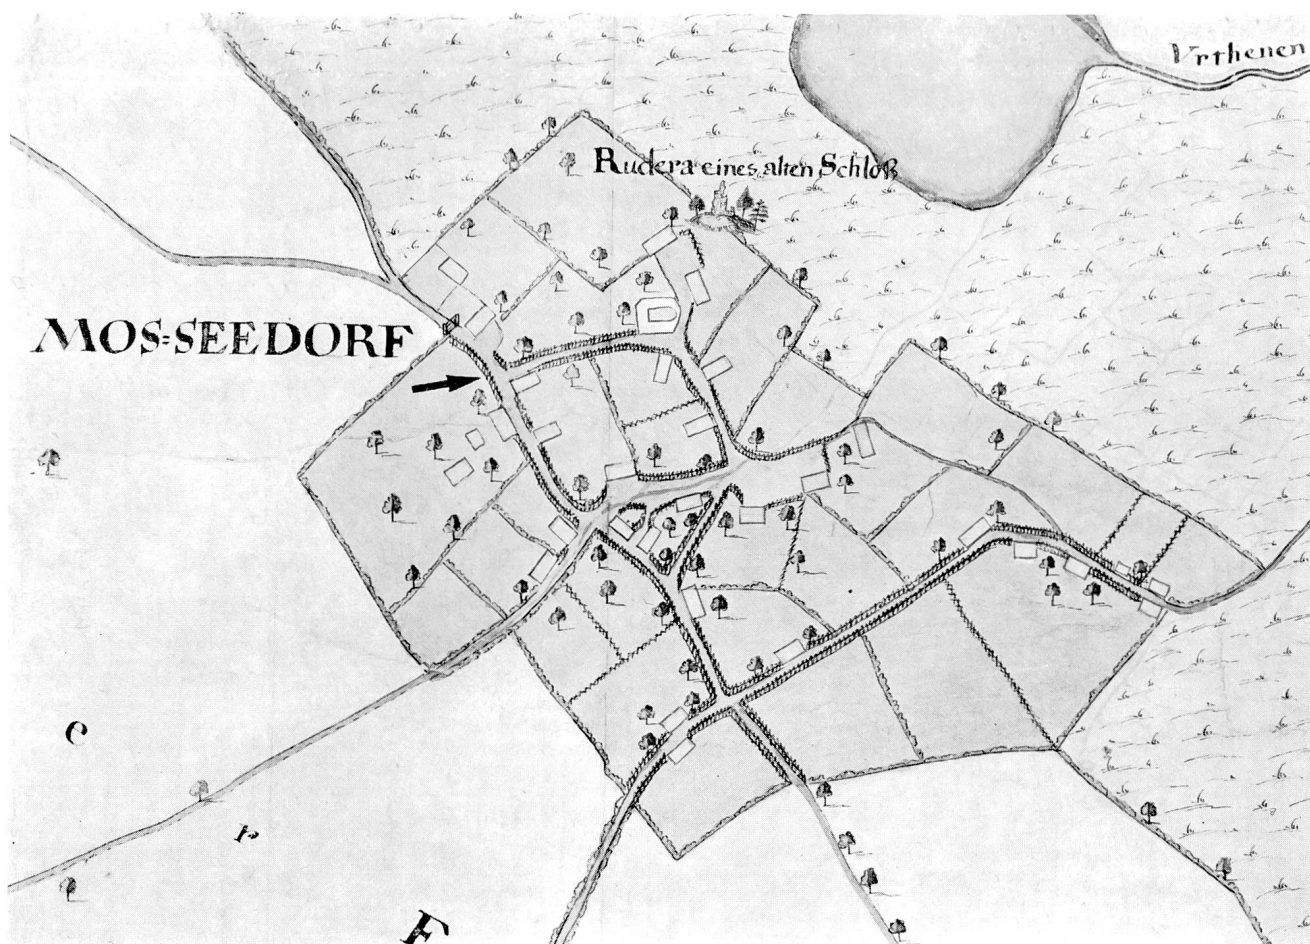 Vrthenen
Rudera eines alten Schloß
MOS=SEEDORF
c
r
F